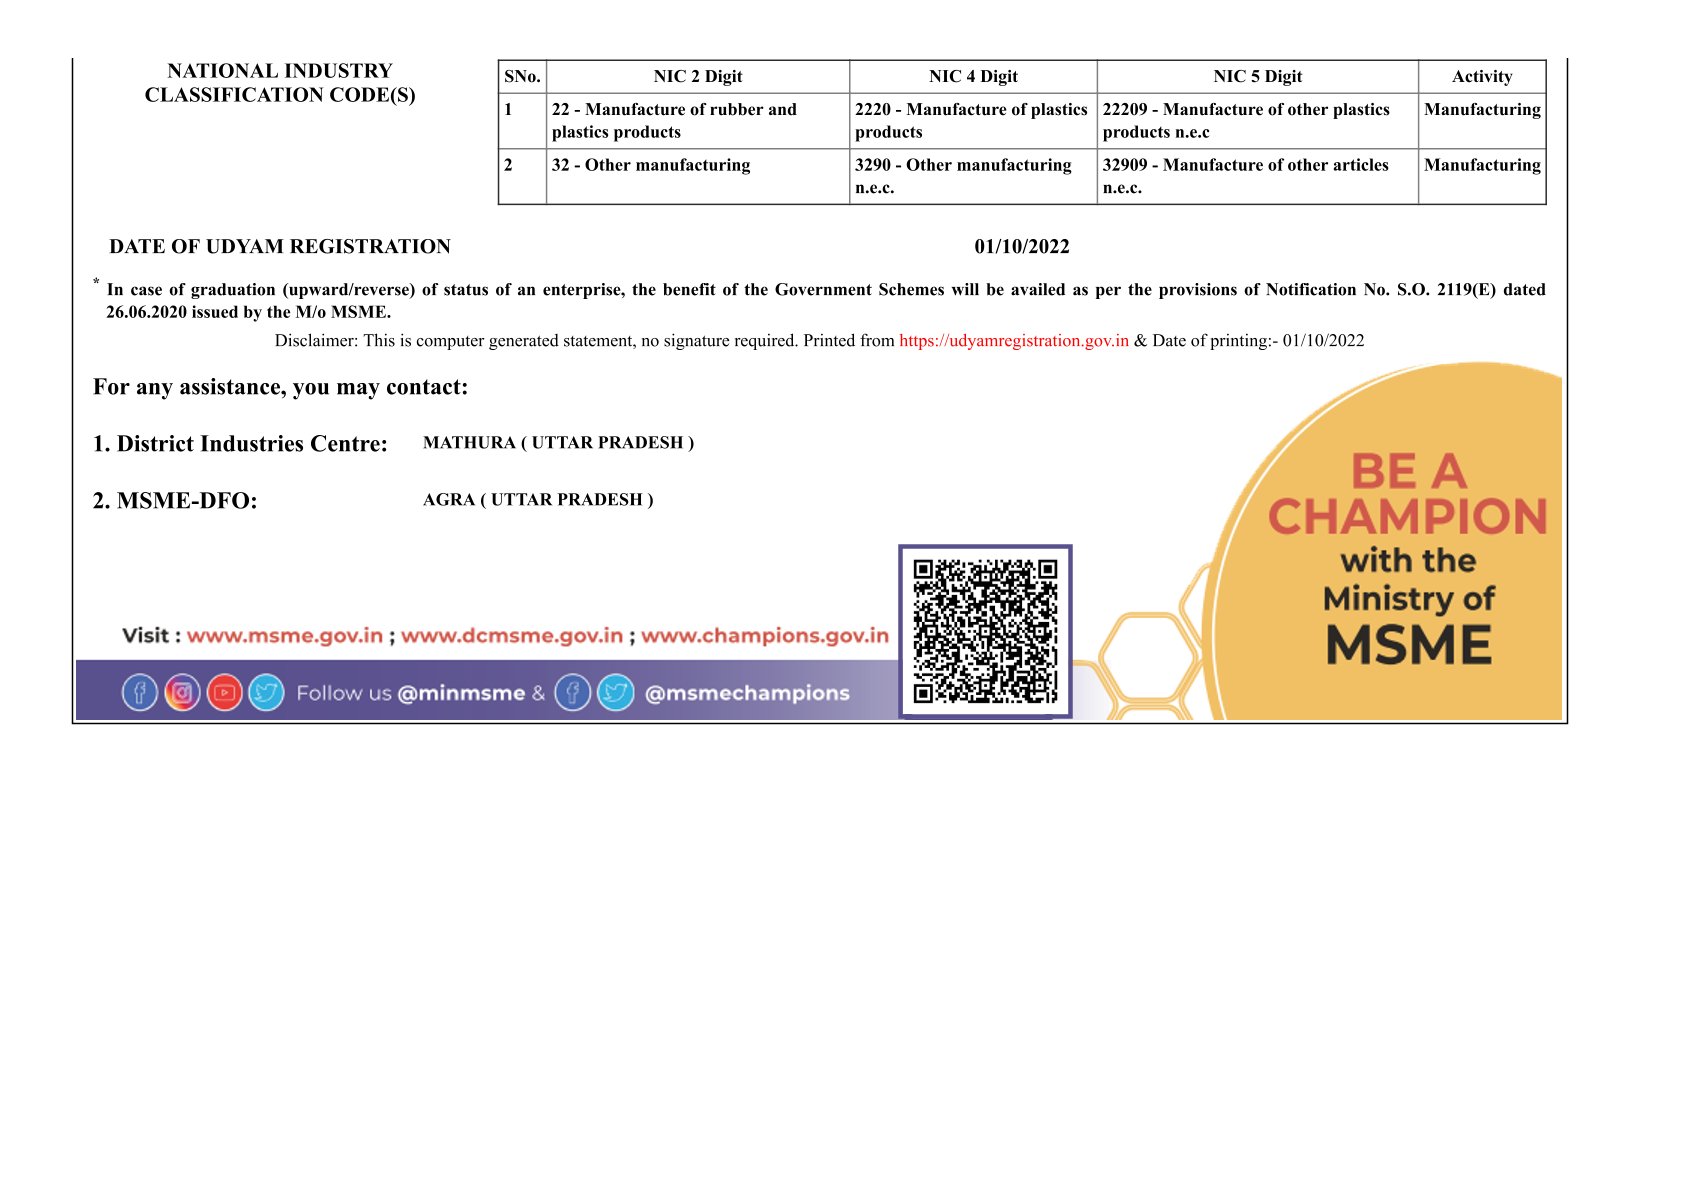 NATIONAL INDUSTRY
CLASSIFICATION CODE(S)
SNo. NIC 2 Digit NIC 4 Digit NIC 5 Digit Activity
1 22 - Manufacture of rubber and plastics products 2220 - Manufacture of plastics products 22209 - Manufacture of other plastics products n.e.c Manufacturing
2 32 - Other manufacturing 3290 - Other manufacturing n.e.c. 32909 - Manufacture of other articles n.e.c. Manufacturing
DATE OF UDYAM REGISTRATION 01/10/2022
* In case of graduation (upward/reverse) of status of an enterprise, the benefit of the Government Schemes will be availed as per the provisions of Notification No. S.O. 2119(E) dated
26.06.2020 issued by the M/o MSME.
Disclaimer: This is computer generated statement, no signature required. Printed from https://udyamregistration.gov.in & Date of printing:- 01/10/2022
For any assistance, you may contact:
1. District Industries Centre: MATHURA ( UTTAR PRADESH )
2. MSME-DFO: AGRA ( UTTAR PRADESH )
BE A
CHAMPION
with the
Ministry of
MSME
Visit : www.msme.gov.in ; www.dcmsme.gov.in ; www.champions.gov.in
Follow us @minmsme & @msmechampions